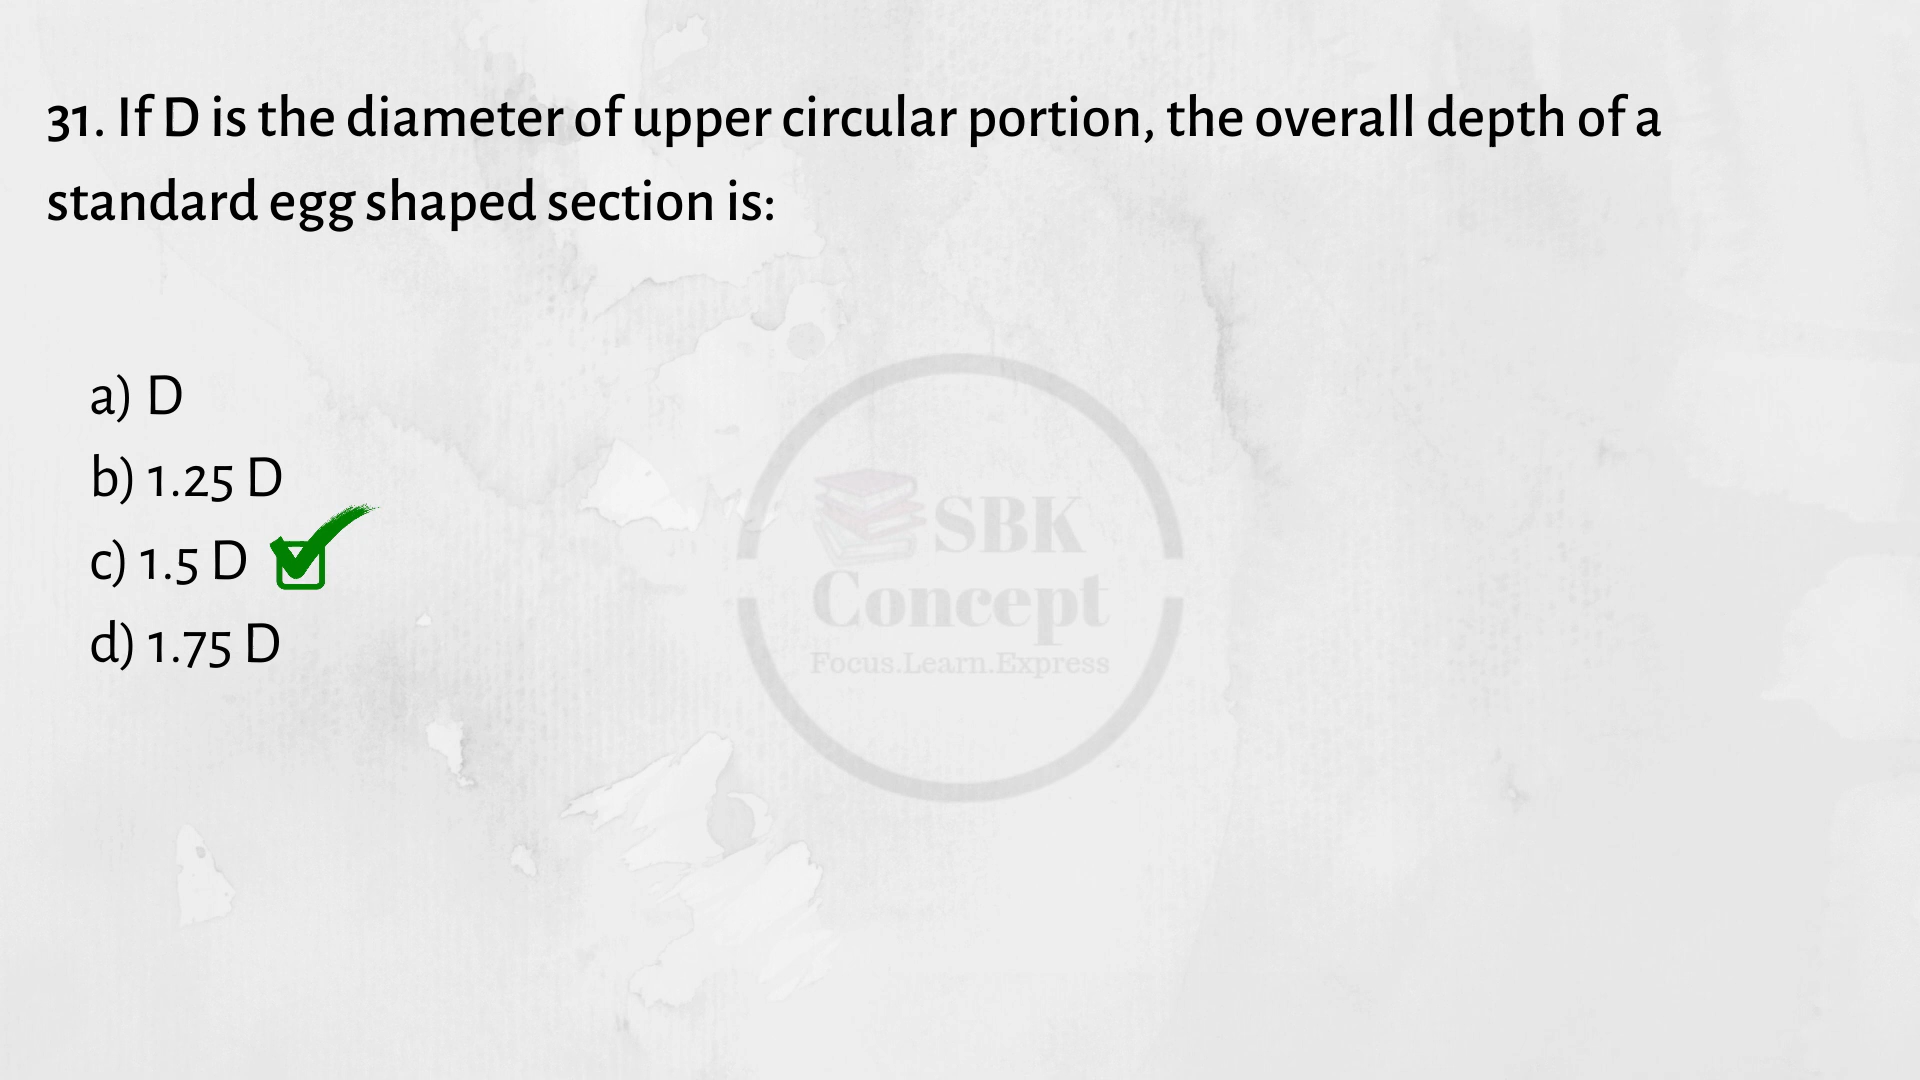 31. If D is the diameter of upper circular portion, the overall depth of a
standard egg shaped section is:
a) D
b) 1.25 D
c) 1.5 D
d) 1.75 D
SBK
Concept
Focus.Learn.Express